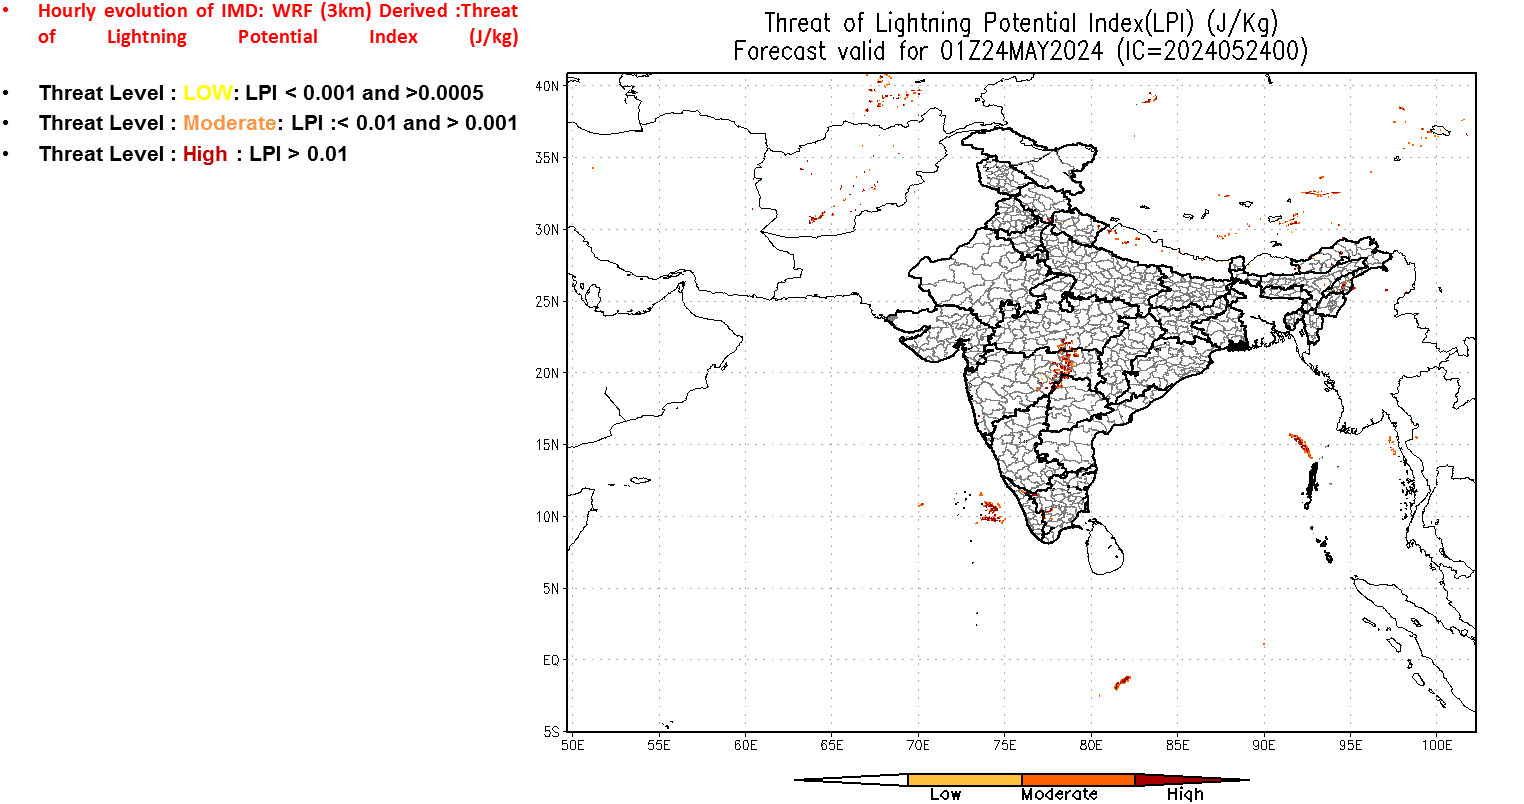 • Hourly evolution of IMD: WRF (3km) Derived :Threat
of Lightning Potential Index (J/kg)
• Threat Level : LOW: LPI < 0.001 and >0.0005
• Threat Level : Moderate: LPI :< 0.01 and > 0.001
• Threat Level : High : LPI > 0.01
Threat of Lightning Potential Index(LPI) (J/Kg)
Forecast valid for 01Z24MAY2024 (IC=2024052400)
40N
35N
30N
25N
20N
15N
10N
5N
EQ
5S
50E 55E 60E 65E 70E 75E 80E 85E 90E 95E 100E
Low Moderate High